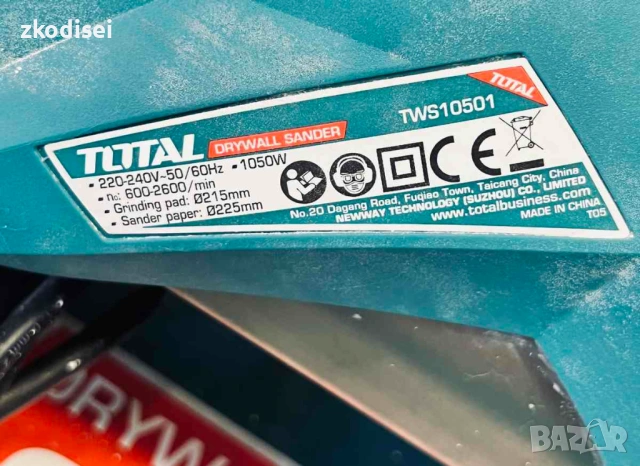 zkodisei
TOTAL
TWS10501
TOTAL DRYWALL SANDER
• 220-240V~50/60Hz • 1050W
• n₀: 600-2600/min
• Grinding pad: Ø215mm
• Sander paper: Ø225mm
CE
No.20 Dagang Road, Fuqiao Town, Taicang City, China
NEWWAY TECHNOLOGY (SUZHOU) CO., LIMITED
www.totalbusiness.com
MADE IN CHINA
T05
DRYW
BAZAR